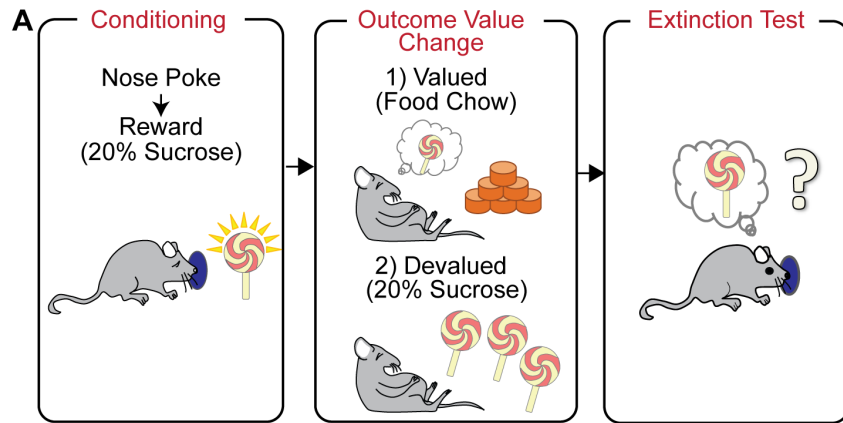 A
Conditioning
Nose Poke
Reward
(20% Sucrose)
Outcome Value
Change
1) Valued
(Food Chow)
2) Devalued
(20% Sucrose)
Extinction Test
?